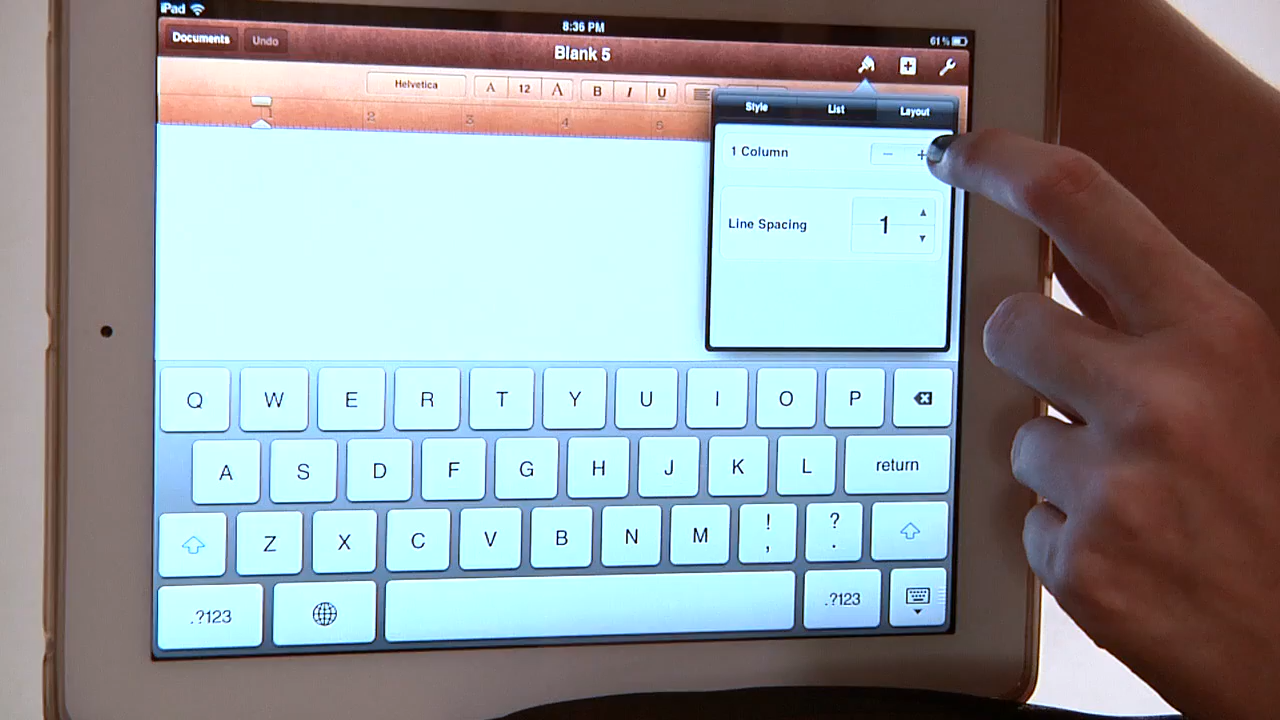 iPad 8:36 PM 61%
Documents Undo Blank 5
Helvetica A 12 A B I U
1 2 3 4 5
Style List Layout
1 Column − +
Line Spacing 1
Q W E R T Y U I O P
A S D F G H J K L return
Z X C V B N M ! , ? .
.?123 .?123